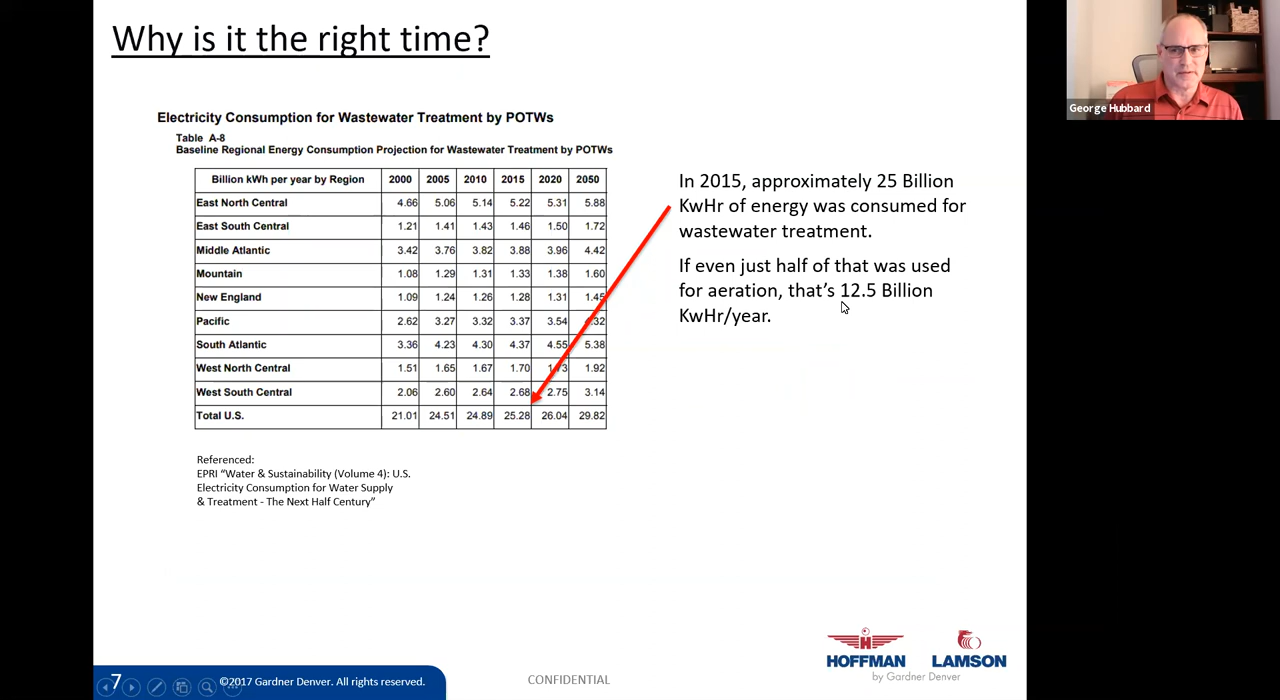 Why is it the right time?
George Hubbard
Electricity Consumption for Wastewater Treatment by POTWs
Table A-8
Baseline Regional Energy Consumption Projection for Wastewater Treatment by POTWs
Billion kWh per year by Region 2000 2005 2010 2015 2020 2050
East North Central 4.66 5.06 5.14 5.22 5.31 5.88
East South Central 1.21 1.41 1.43 1.46 1.50 1.72
Middle Atlantic 3.42 3.76 3.82 3.88 3.96 4.42
Mountain 1.08 1.29 1.31 1.33 1.38 1.60
New England 1.09 1.24 1.26 1.28 1.31 1.45
Pacific 2.62 3.27 3.32 3.37 3.54
South Atlantic 3.36 4.23 4.30 4.37 4.55 5.38
West North Central 1.51 1.65 1.67 1.70 1.92
West South Central 2.06 2.60 2.64 2.68 2.75 3.14
Total U.S. 21.01 24.51 24.89 25.28 26.04 29.82
In 2015, approximately 25 Billion
KwHr of energy was consumed for
wastewater treatment.
If even just half of that was used
for aeration, that’s 12.5 Billion
KwHr/year.
Referenced:
EPRI “Water & Sustainability (Volume 4): U.S.
Electricity Consumption for Water Supply
& Treatment - The Next Half Century”
HOFFMAN LAMSON
by Gardner Denver
7 ©2017 Gardner Denver. All rights reserved.
CONFIDENTIAL